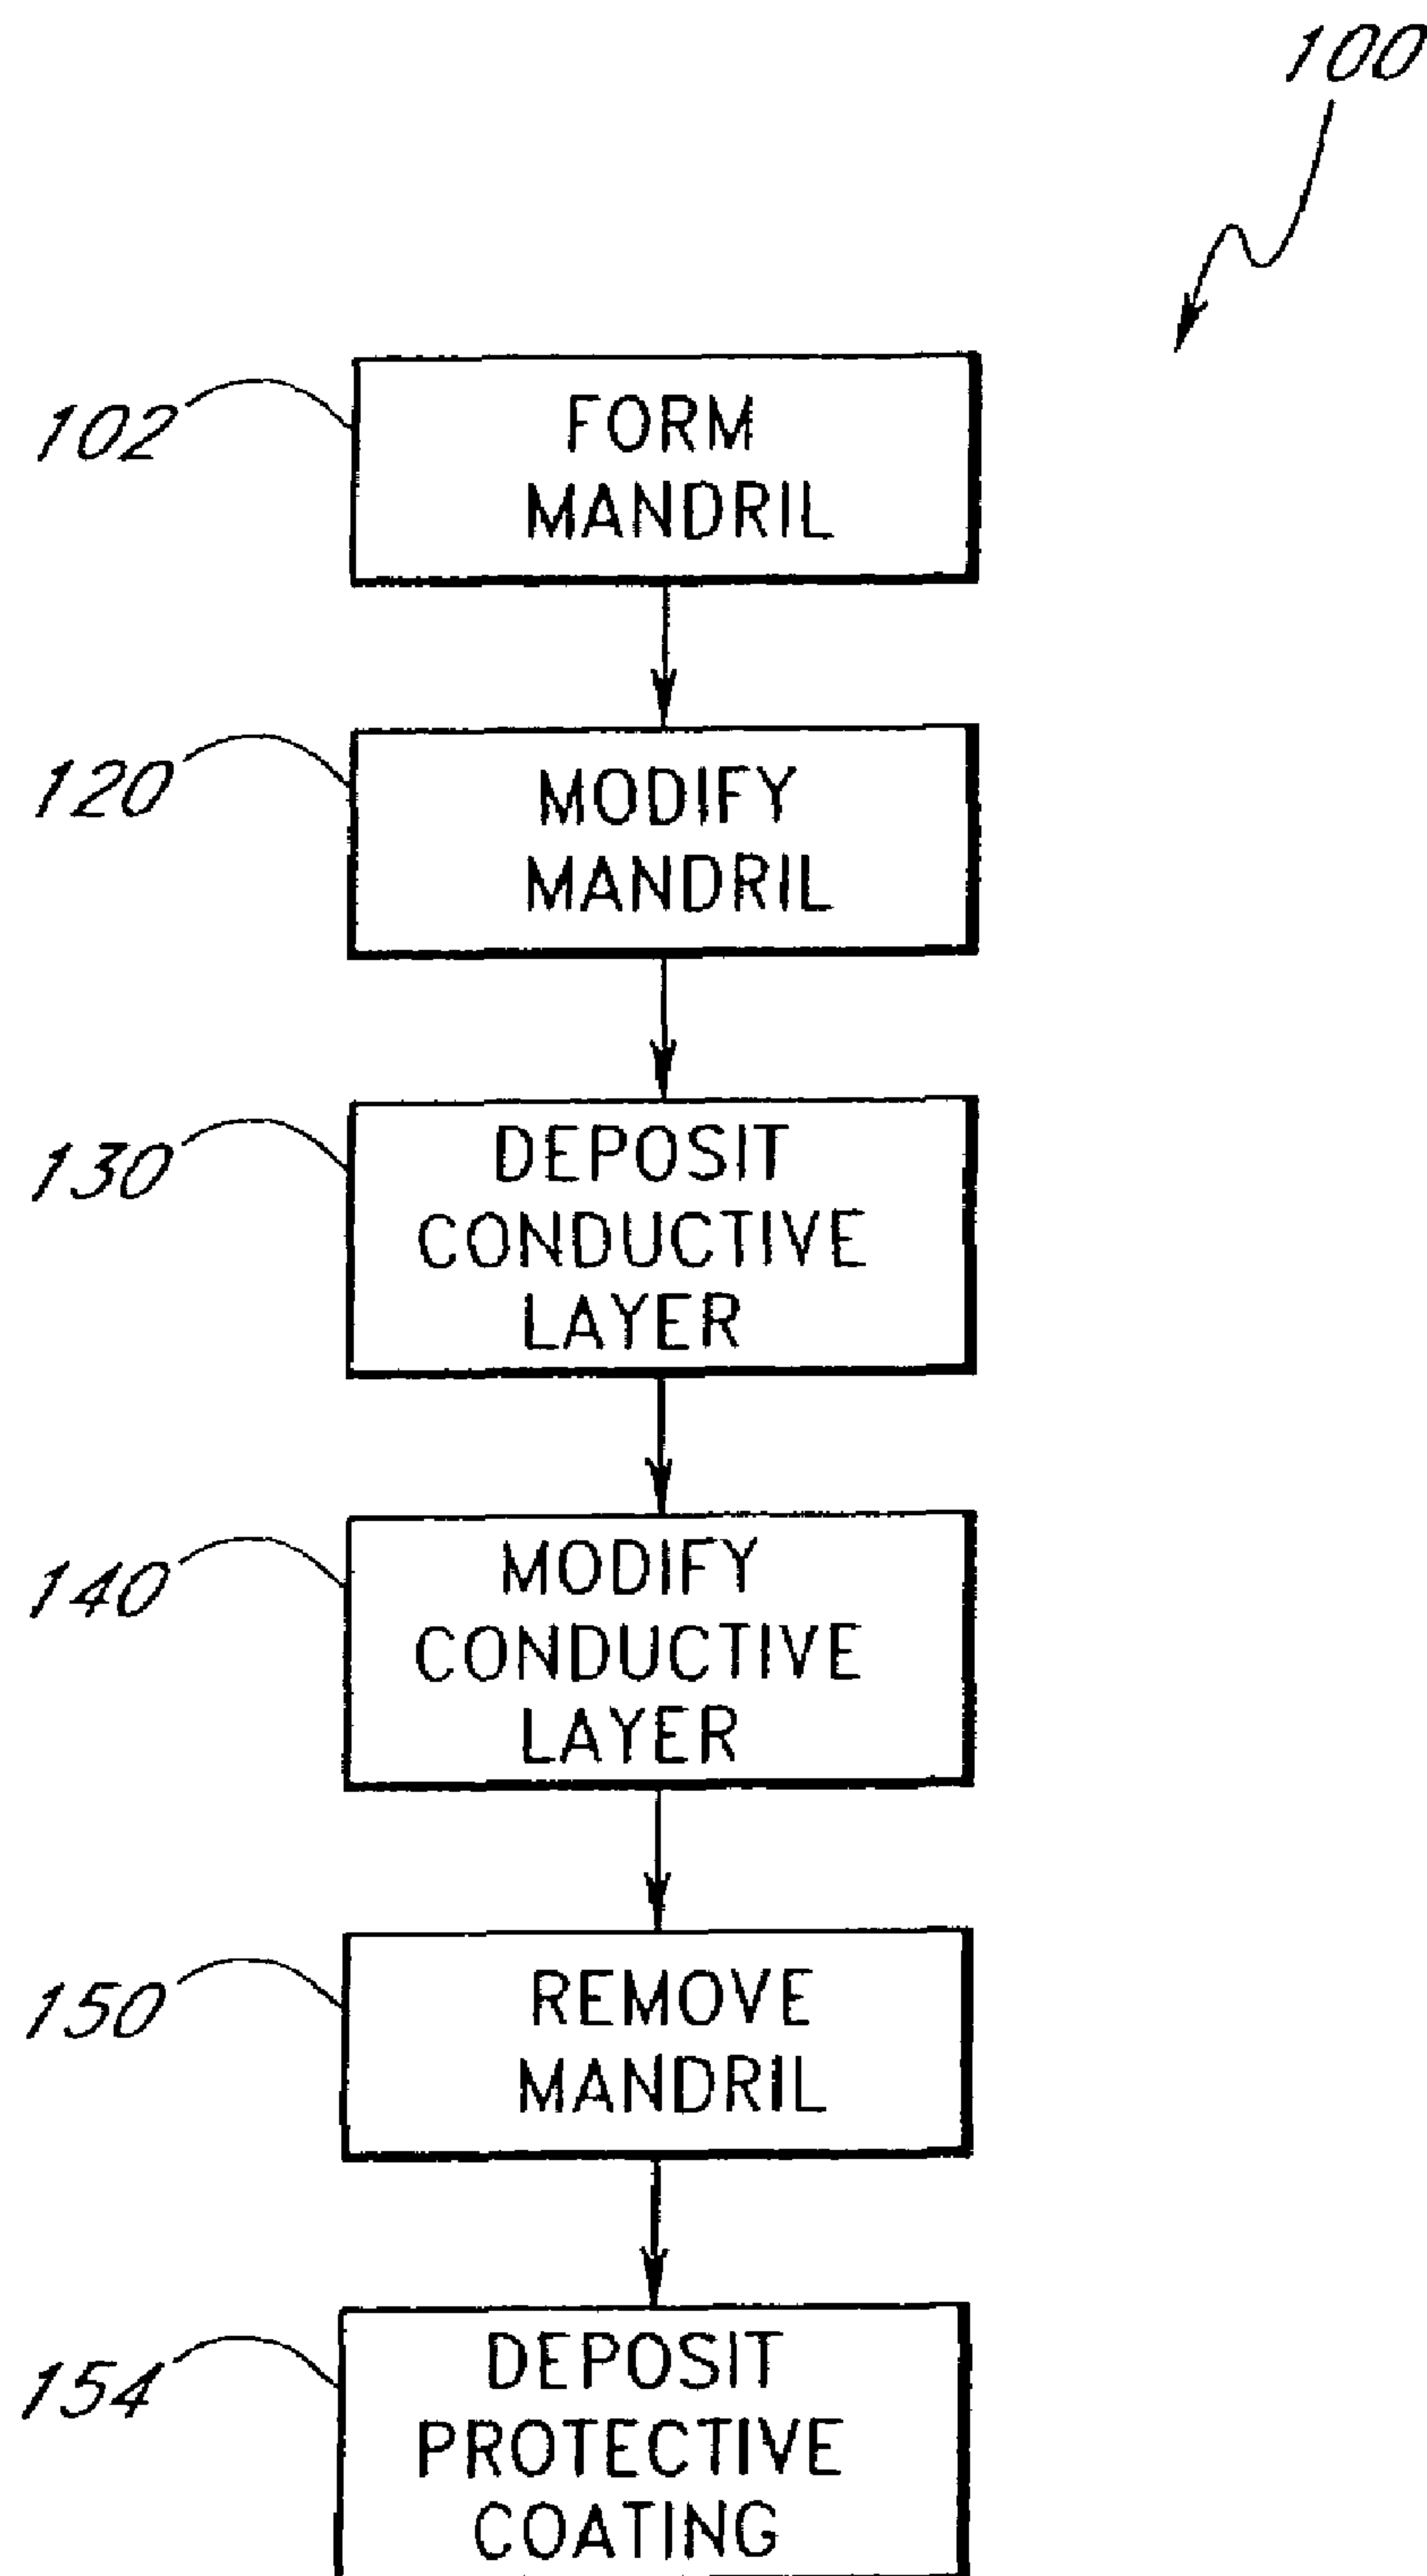 100
102
FORM
MANDRIL
120
MODIFY
MANDRIL
130
DEPOSIT
CONDUCTIVE
LAYER
140
MODIFY
CONDUCTIVE
LAYER
150
REMOVE
MANDRIL
154
DEPOSIT
PROTECTIVE
COATING